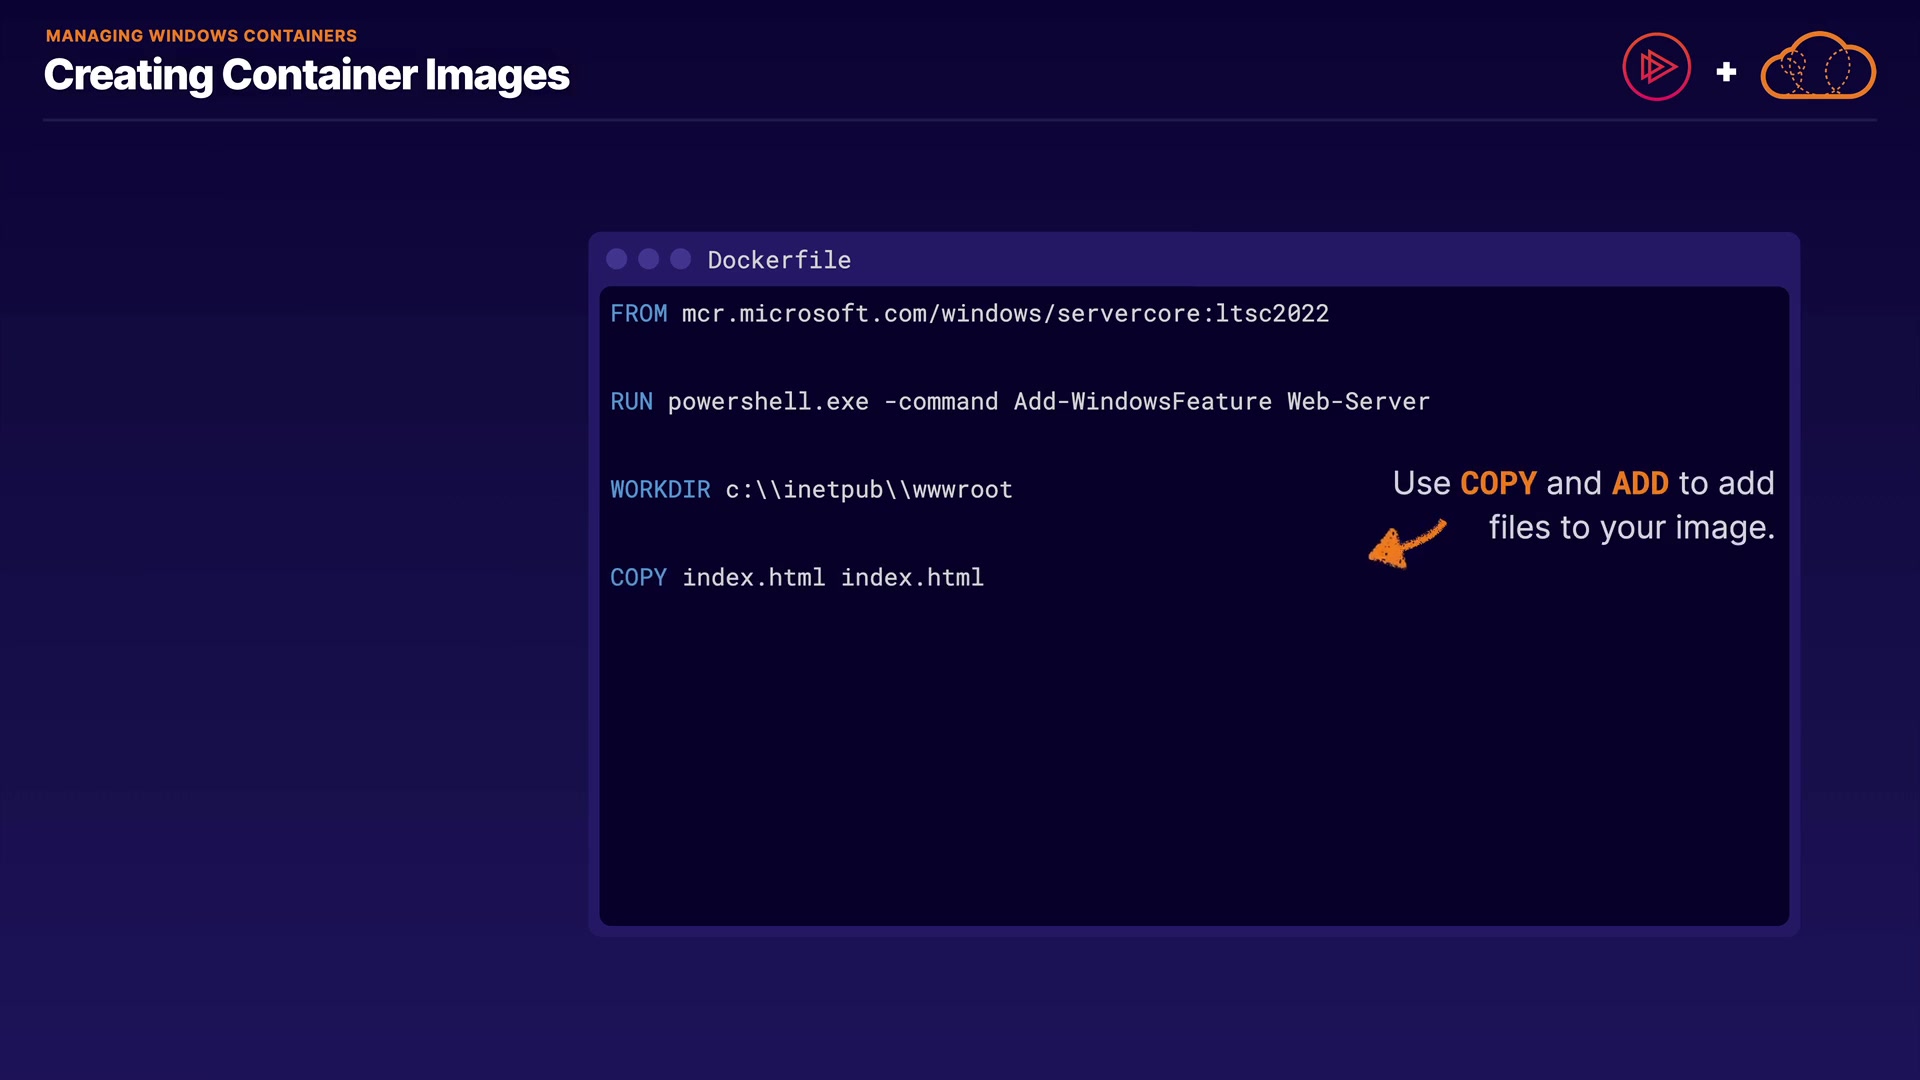 MANAGING WINDOWS CONTAINERS
Creating Container Images
+
Dockerfile
FROM mcr.microsoft.com/windows/servercore:ltsc2022
RUN powershell.exe -command Add-WindowsFeature Web-Server
WORKDIR c:\\inetpub\\wwwroot
Use COPY and ADD to add
files to your image.
COPY index.html index.html